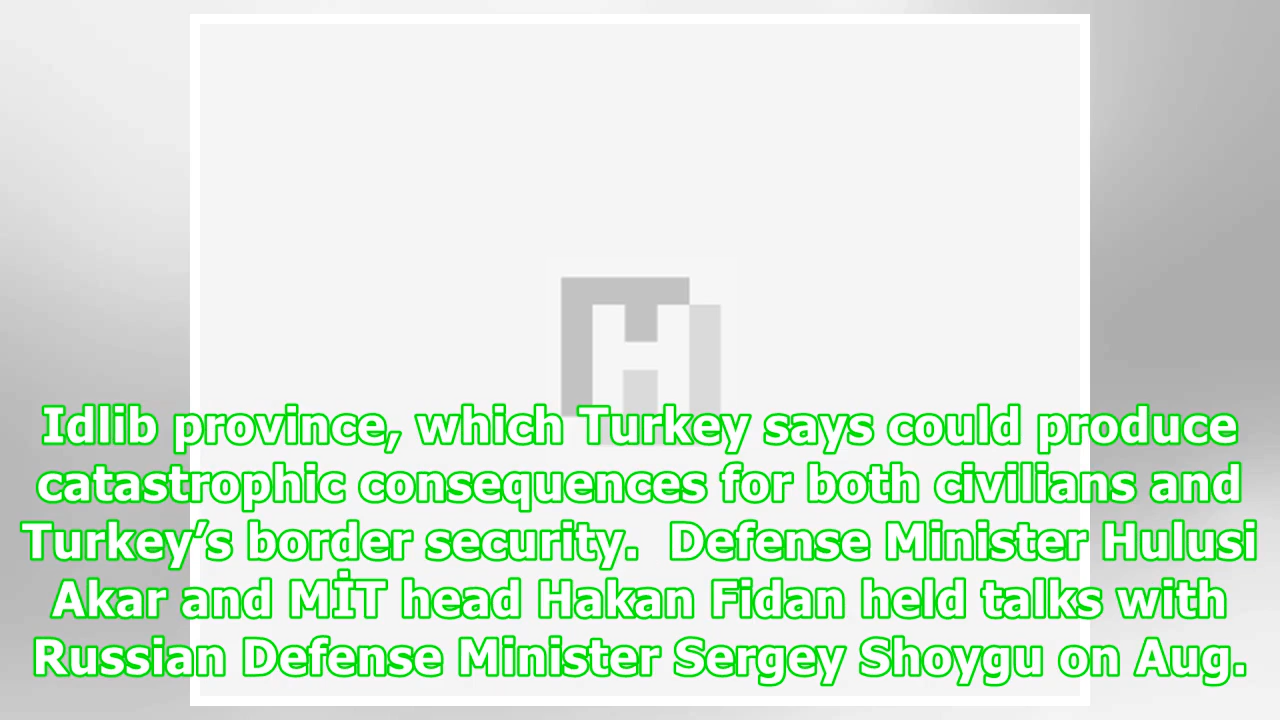 Idlib province, which Turkey says could produce
catastrophic consequences for both civilians and
Turkey’s border security.  Defense Minister Hulusi
Akar and MİT head Hakan Fidan held talks with
Russian Defense Minister Sergey Shoygu on Aug.